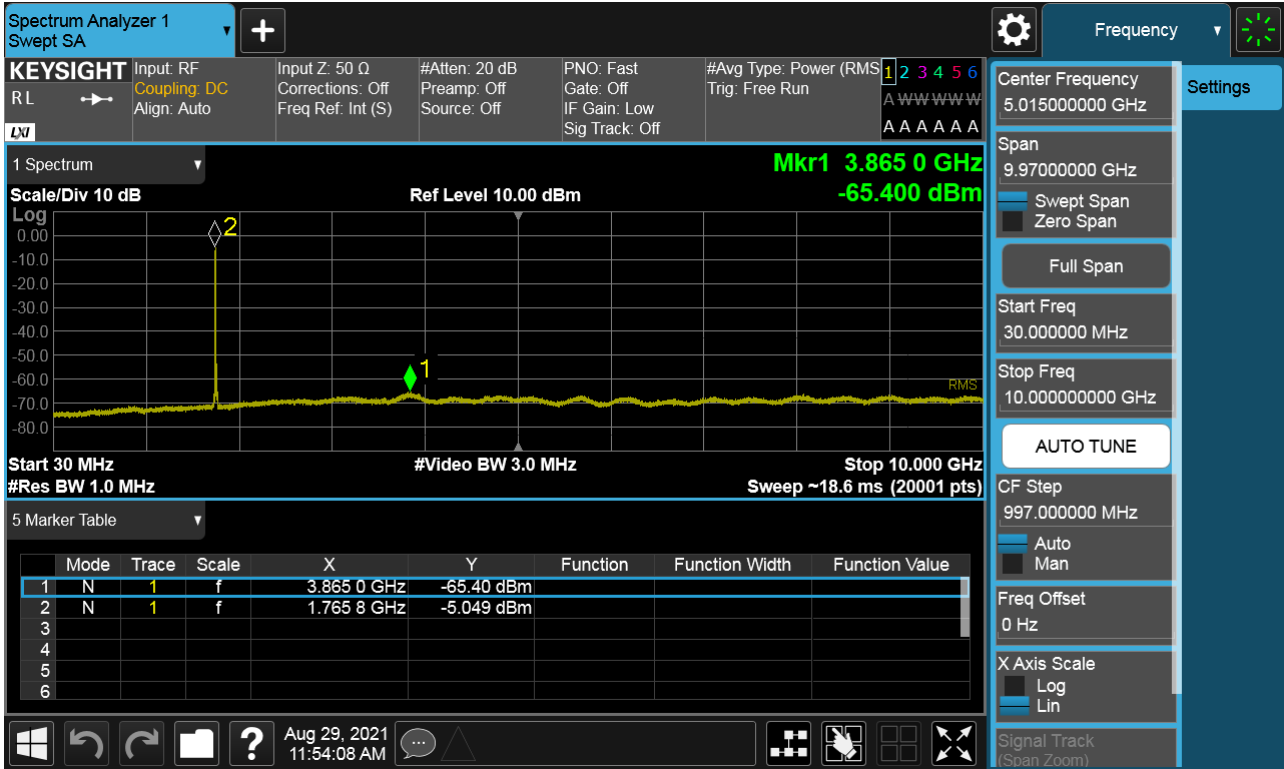 Spectrum Analyzer 1
Swept SA
Frequency
KEYSIGHT
R L
LXI
Input: RF
Coupling: DC
Align: Auto
Input Z: 50 Ω
Corrections: Off
Freq Ref: Int (S)
#Atten: 20 dB
Preamp: Off
Source: Off
PNO: Fast
Gate: Off
IF Gain: Low
Sig Track: Off
#Avg Type: Power (RMS
Trig: Free Run
1 2 3 4 5 6
A W W W W W
A A A A A A
1 Spectrum
Mkr1 3.865 0 GHz
Scale/Div 10 dB
Ref Level 10.00 dBm
-65.400 dBm
Log
0.00
-10.0
-20.0
-30.0
-40.0
-50.0
-60.0
-70.0
-80.0
2
1
RMS
Start 30 MHz
#Video BW 3.0 MHz
Stop 10.000 GHz
#Res BW 1.0 MHz
Sweep ~18.6 ms (20001 pts)
5 Marker Table
Mode Trace Scale X Y Function Function Width Function Value
1 N 1 f 3.865 0 GHz -65.40 dBm
2 N 1 f 1.765 8 GHz -5.049 dBm
3
4
5
6
Aug 29, 2021
11:54:08 AM
Center Frequency
5.015000000 GHz
Span
9.97000000 GHz
Swept Span
Zero Span
Full Span
Start Freq
30.000000 MHz
Stop Freq
10.000000000 GHz
AUTO TUNE
CF Step
997.000000 MHz
Auto
Man
Freq Offset
0 Hz
X Axis Scale
Log
Lin
Signal Track
(Span Zoom)
Settings